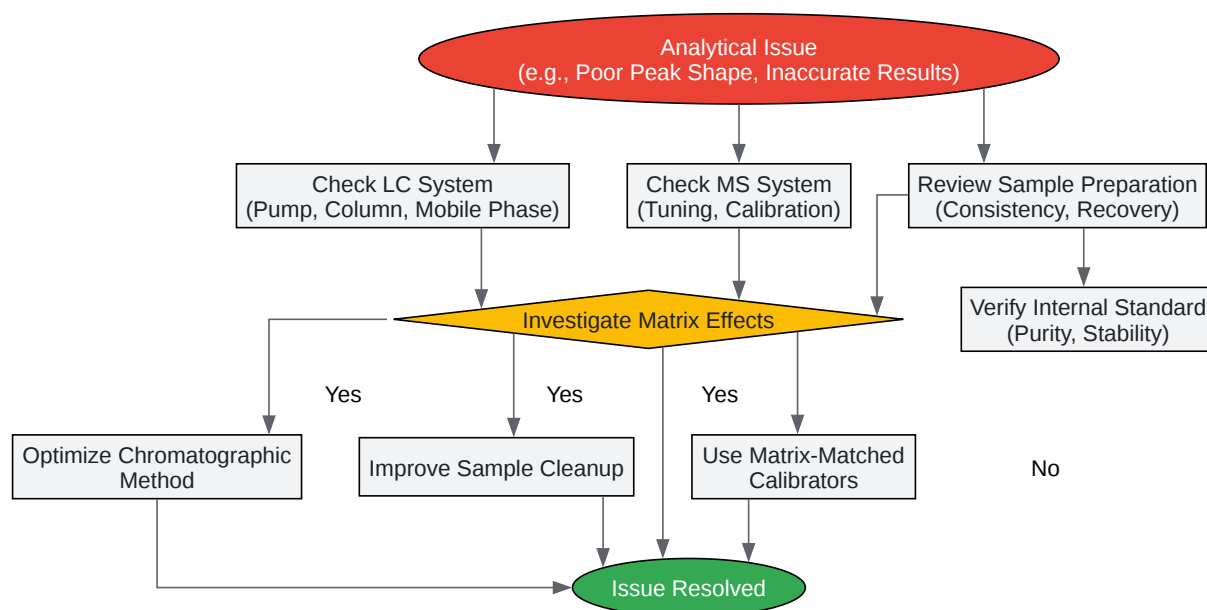 Analytical Issue
(e.g., Poor Peak Shape, Inaccurate Results)
Check LC System
(Pump, Column, Mobile Phase)
Check MS System
(Tuning, Calibration)
Review Sample Preparation
(Consistency, Recovery)
Investigate Matrix Effects
Verify Internal Standard
(Purity, Stability)
Yes
Yes
Yes
Optimize Chromatographic
Method
Improve Sample Cleanup
Use Matrix-Matched
Calibrators
No
Issue Resolved